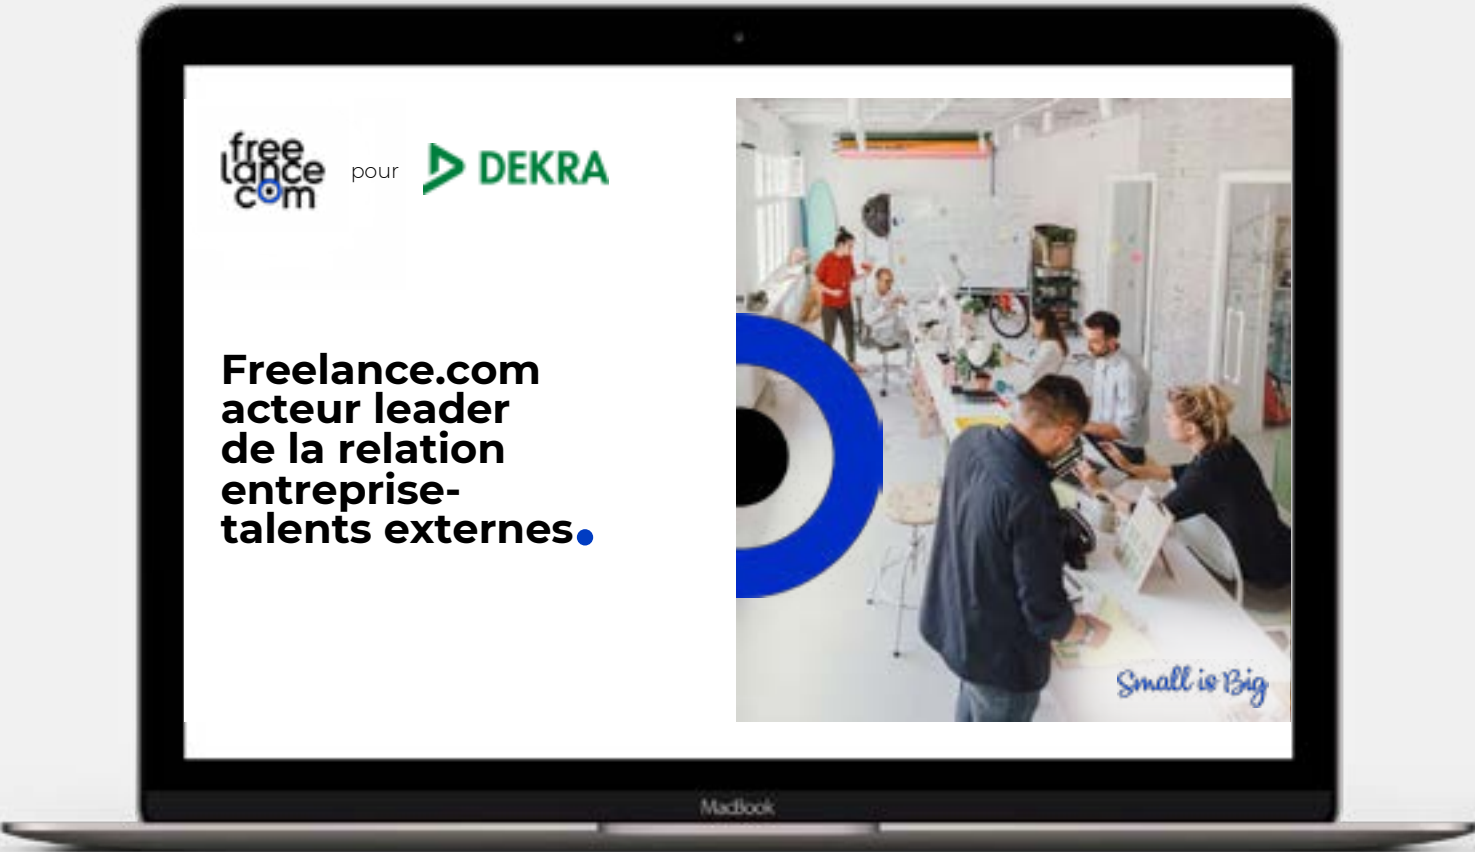 free
lance
com
pour
DEKRA
Freelance.com
acteur leader
de la relation
entreprise-
talents externes.
Small is Big
MacBook